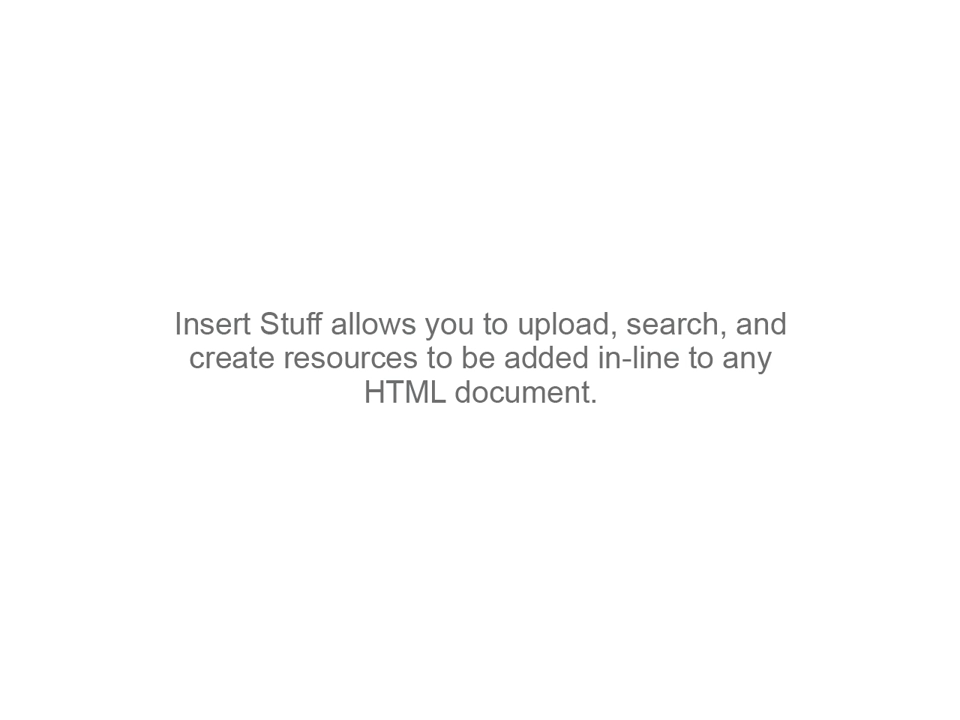 Insert Stuff allows you to upload, search, and
create resources to be added in-line to any
HTML document.